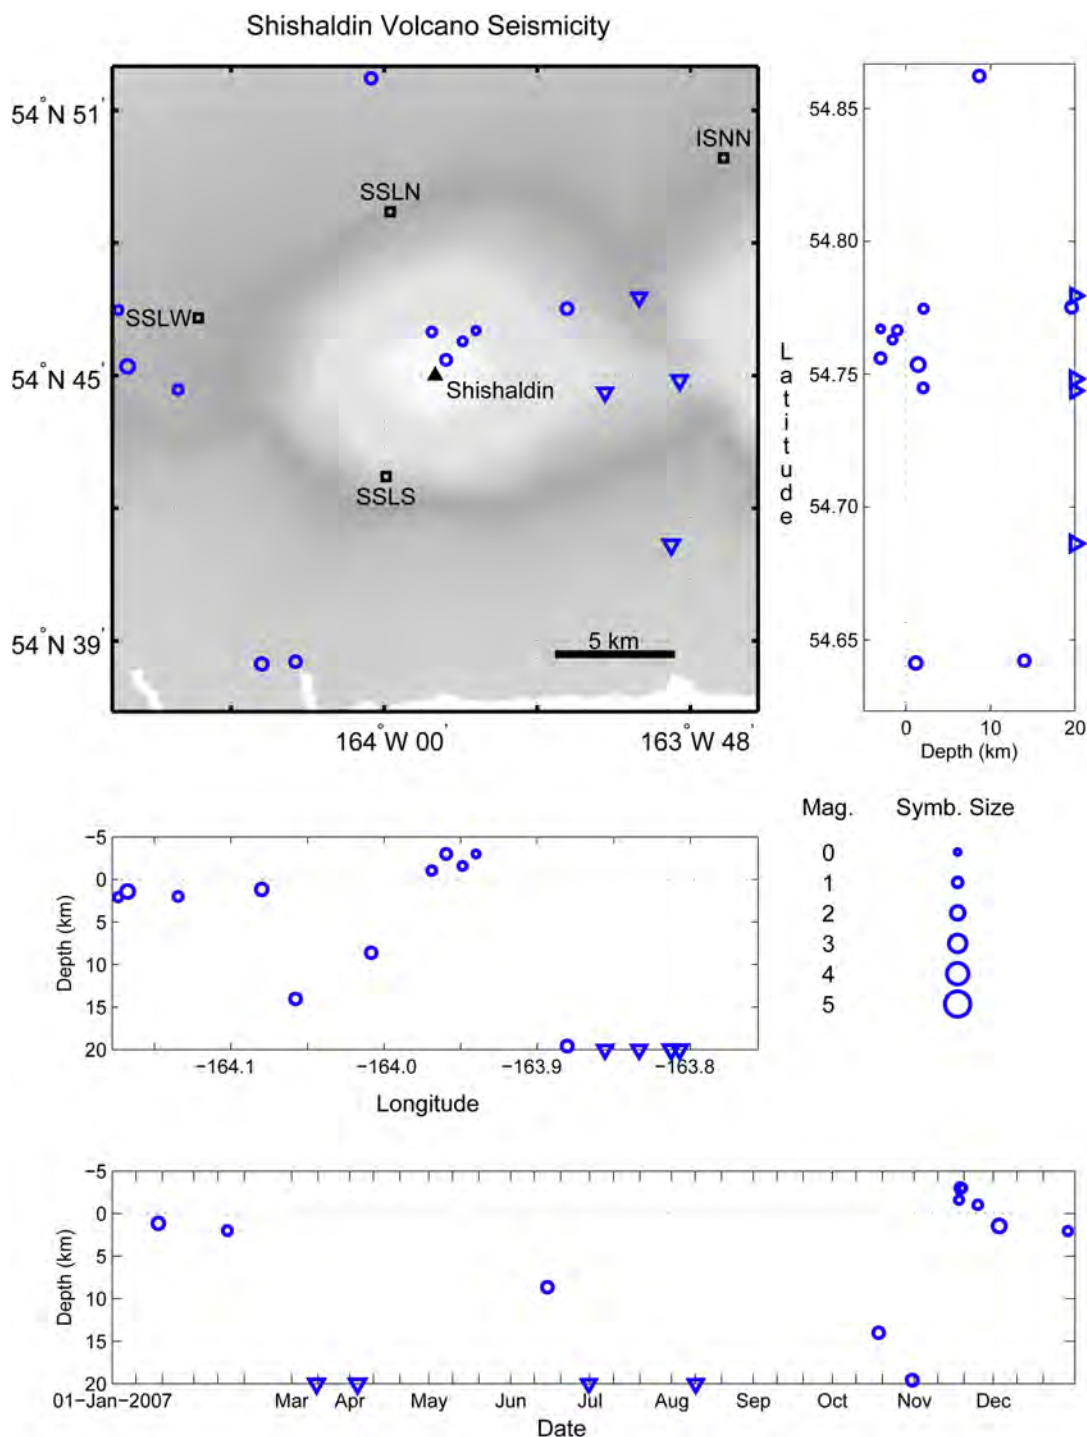 Shishaldin Volcano Seismicity
54°N 51'
54°N 45'
54°N 39'
164°W 00'
163°W 48'
ISNN
SSLN
SSLW
Shishaldin
SSLS
5 km
Latitude
54.85
54.80
54.75
54.70
54.65
0 10 20
Depth (km)
−5
0
5
10
15
20
Depth (km)
−164.1 −164.0 −163.9 −163.8
Longitude
Mag. Symb. Size
0
1
2
3
4
5
−5
0
5
10
15
20
Depth (km)
01−Jan−2007 Mar Apr May Jun Jul Aug Sep Oct Nov Dec
Date